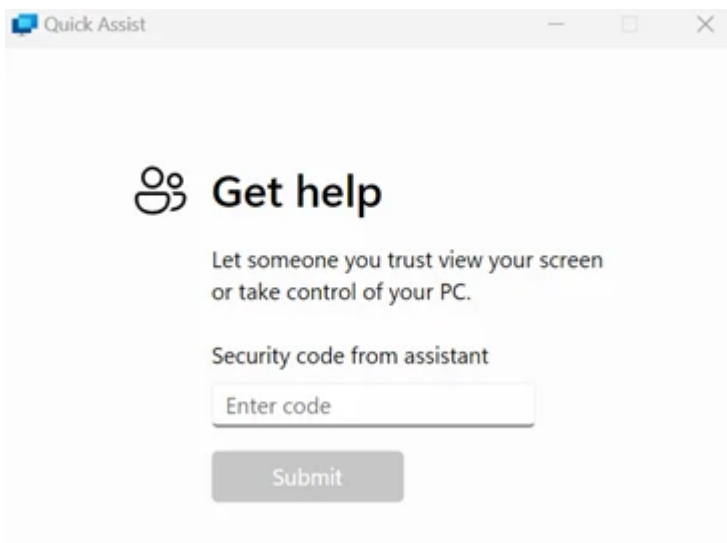 Quick Assist
Get help
Let someone you trust view your screen
or take control of your PC.
Security code from assistant
Enter code
Submit